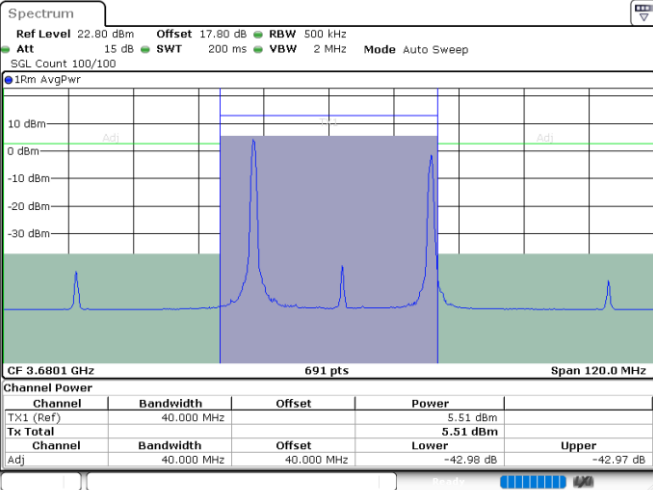 Spectrum
Ref Level 22.80 dBm Offset 17.80 dB RBW 500 kHz
Att 15 dB SWT 200 ms VBW 2 MHz Mode Auto Sweep
SGL Count 100/100
1Rm AvgPwr
10 dBm
Adj Adj
0 dBm
-10 dBm
-20 dBm
-30 dBm
CF 3.6801 GHz 691 pts Span 120.0 MHz
Channel Power
Channel Bandwidth Offset Power
TX1 (Ref) 40.000 MHz 5.51 dBm
Tx Total 5.51 dBm
Channel Bandwidth Offset Lower Upper
Adj 40.000 MHz 40.000 MHz -42.98 dB -42.97 dB